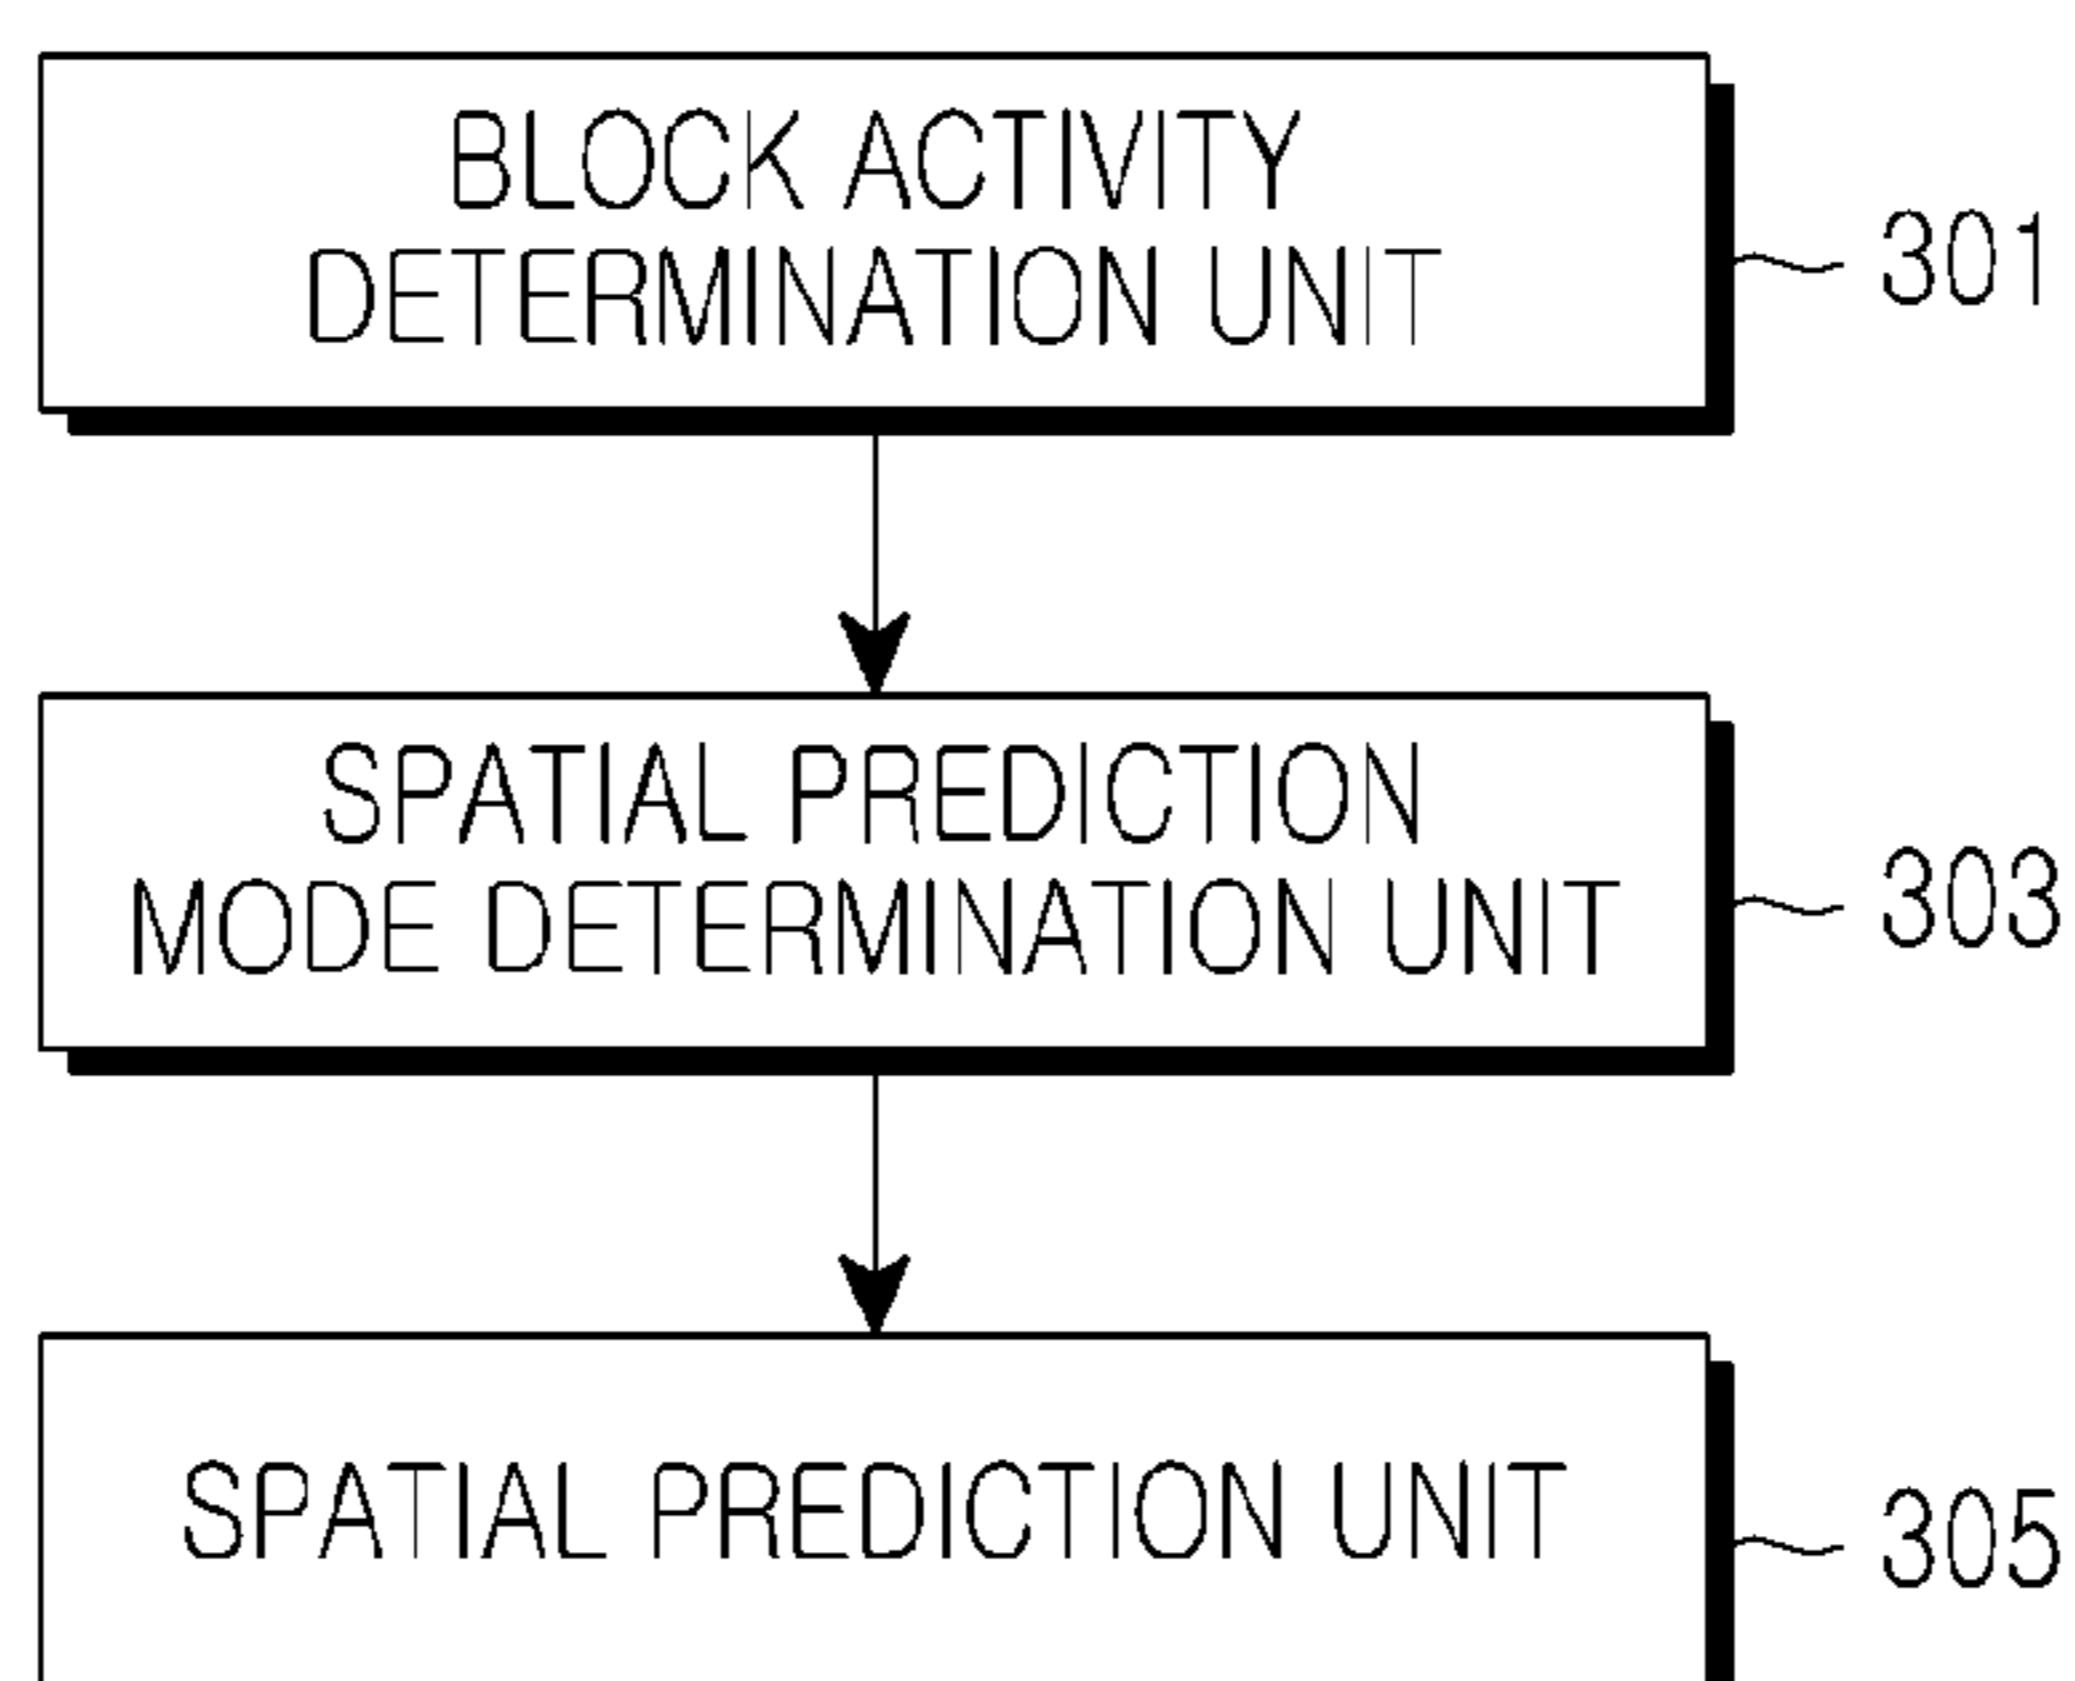 BLOCK ACTIVITY
DETERMINATION UNIT
301
SPATIAL PREDICTION
MODE DETERMINATION UNIT
303
SPATIAL PREDICTION UNIT
305